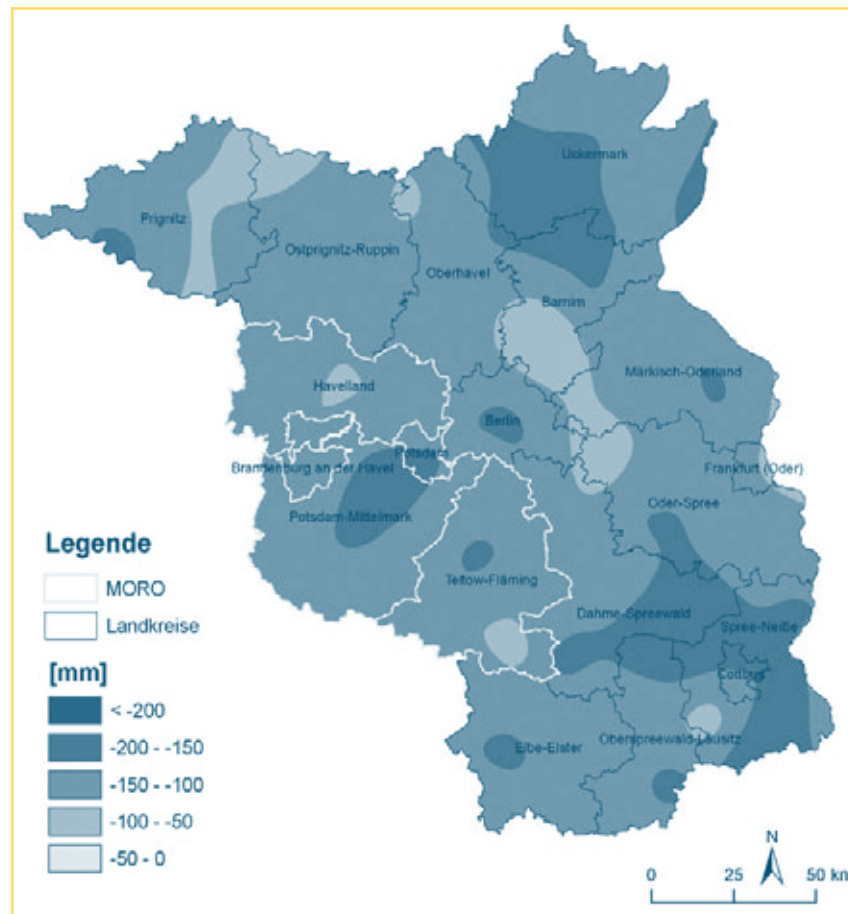 Uckermark
Prignitz
Ostprignitz-Ruppin
Oberhavel
Barnim
Märkisch-Oderland
Havelland
Berlin
Potsdam
Brandenburg an der Havel
Frankfurt (Oder)
Oder-Spree
Potsdam-Mittelmark
Teltow-Fläming
Dahme-Spreewald
Spree-Neiße
Cottbus
Oberspreewald-Lausitz
Elbe-Elster
Legende
MORO
Landkreise
[mm]
< -200
-200 - -150
-150 - -100
-100 - -50
-50 - 0
N
0 25 50 km